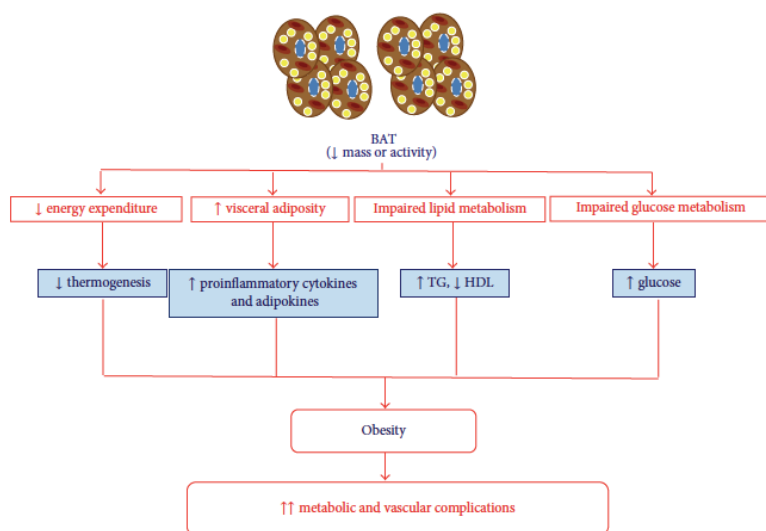 BAT
(↓ mass or activity)
↓ energy expenditure
↑ visceral adiposity
Impaired lipid metabolism
Impaired glucose metabolism
↓ thermogenesis
↑ proinflammatory cytokines
and adipokines
↑ TG, ↓ HDL
↑ glucose
Obesity
↑↑ metabolic and vascular complications